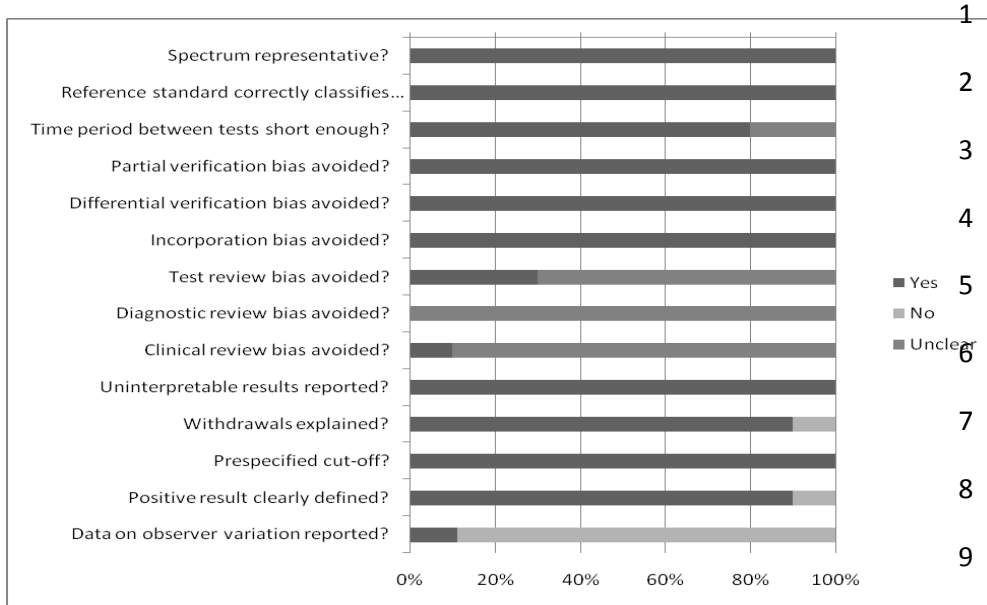 1
Spectrum representative?
2
Reference standard correctly classifies...
Time period between tests short enough?
3
Partial verification bias avoided?
Differential verification bias avoided?
4
Incorporation bias avoided?
Test review bias avoided?
5
Yes
Diagnostic review bias avoided?
No
Clinical review bias avoided?
Unclear
6
Uninterpretable results reported?
Withdrawals explained?
7
Prespecified cut-off?
Positive result clearly defined?
8
Data on observer variation reported?
9
0% 20% 40% 60% 80% 100%